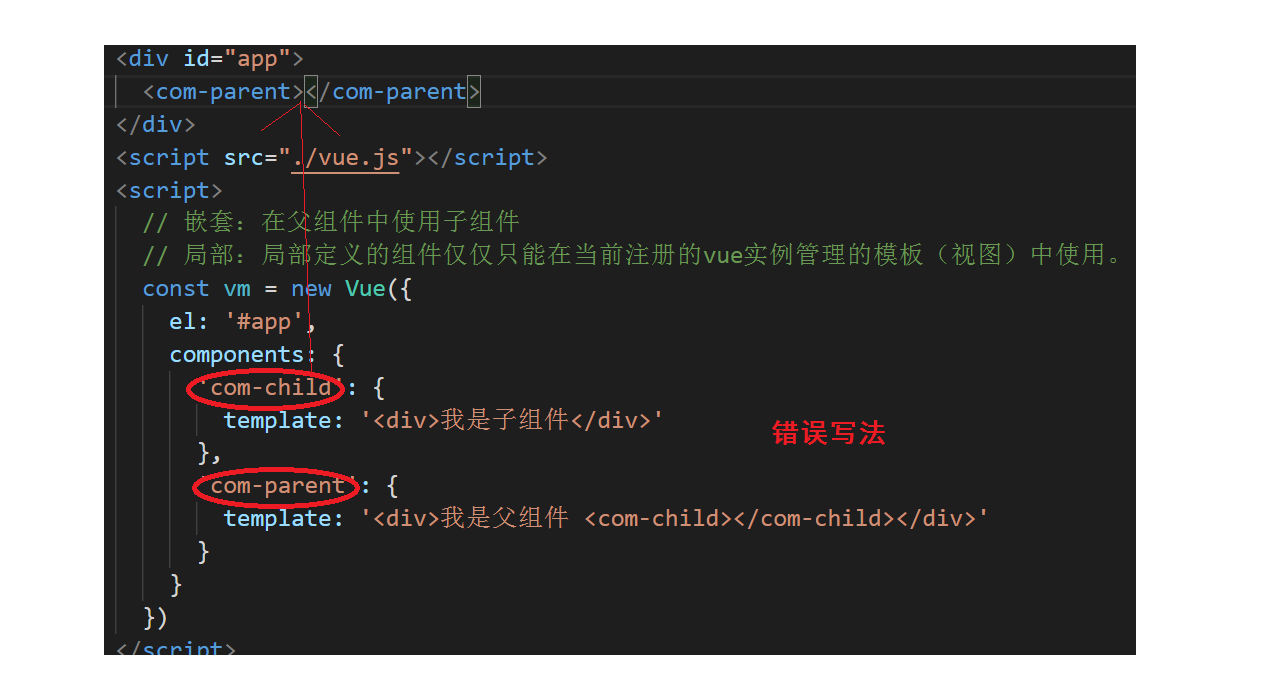 <div id="app">
<com-parent></com-parent>
</div>
<script src="./vue.js"></script>
<script>
// 嵌套：在父组件中使用子组件
// 局部：局部定义的组件仅仅只能在当前注册的vue实例管理的模板（视图）中使用。
const vm = new Vue({
el: '#app',
components: {
'com-child': {
template: '<div>我是子组件</div>'
},
错误写法
'com-parent': {
template: '<div>我是父组件 <com-child></com-child></div>'
}
}
})
</script>